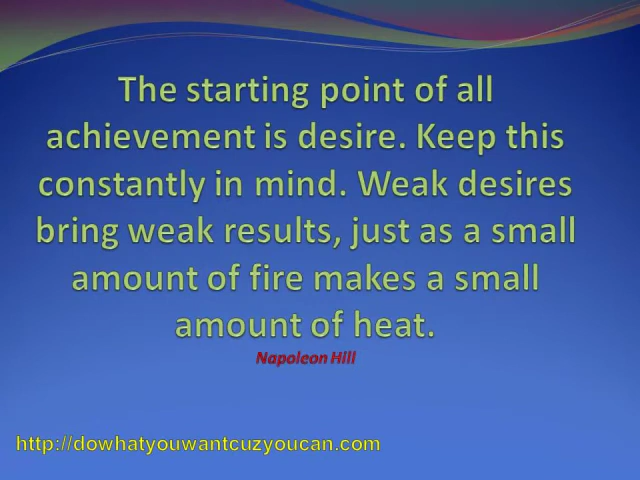 The starting point of all
achievement is desire. Keep this
constantly in mind. Weak desires
bring weak results, just as a small
amount of fire makes a small
amount of heat.
Napoleon Hill
http://dowhatyouwantcuzyoucan.com